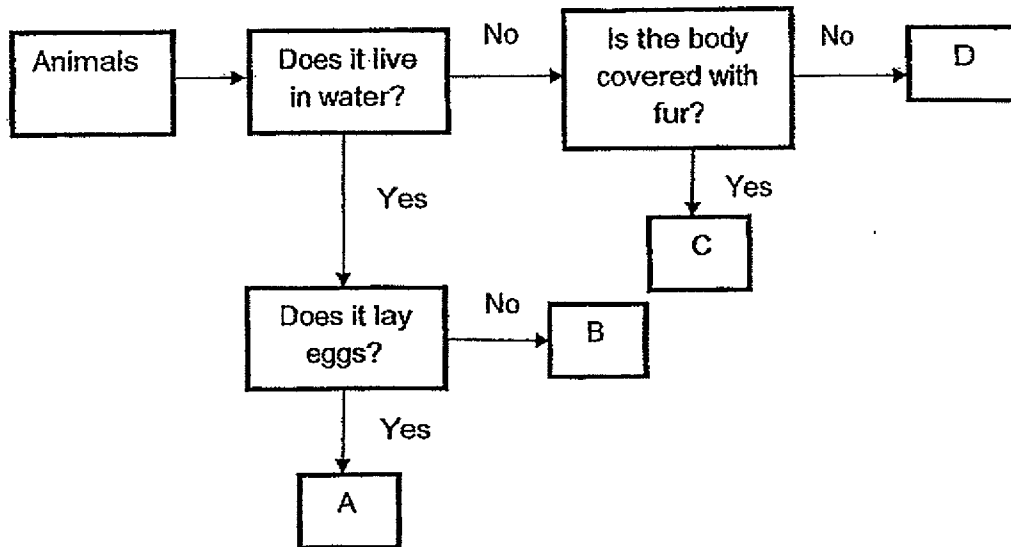 Animals
Does it live
in water?
No
Is the body
covered with
fur?
No
D
Yes
Yes
C
Does it lay
eggs?
No
B
Yes
A